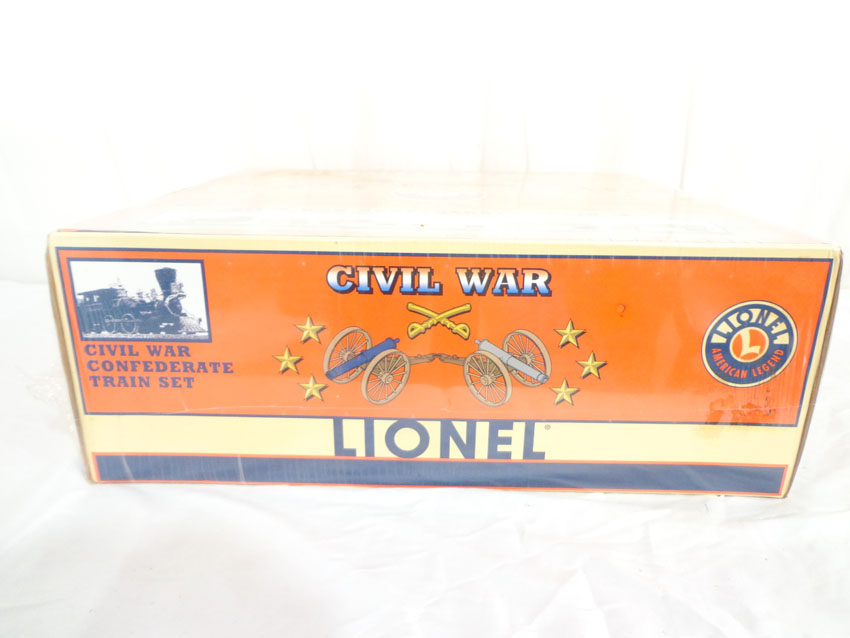 CIVIL WAR
CIVIL WAR
CONFEDERATE
TRAIN SET
LIONEL
L
AMERICAN LEGEND
LIONEL®